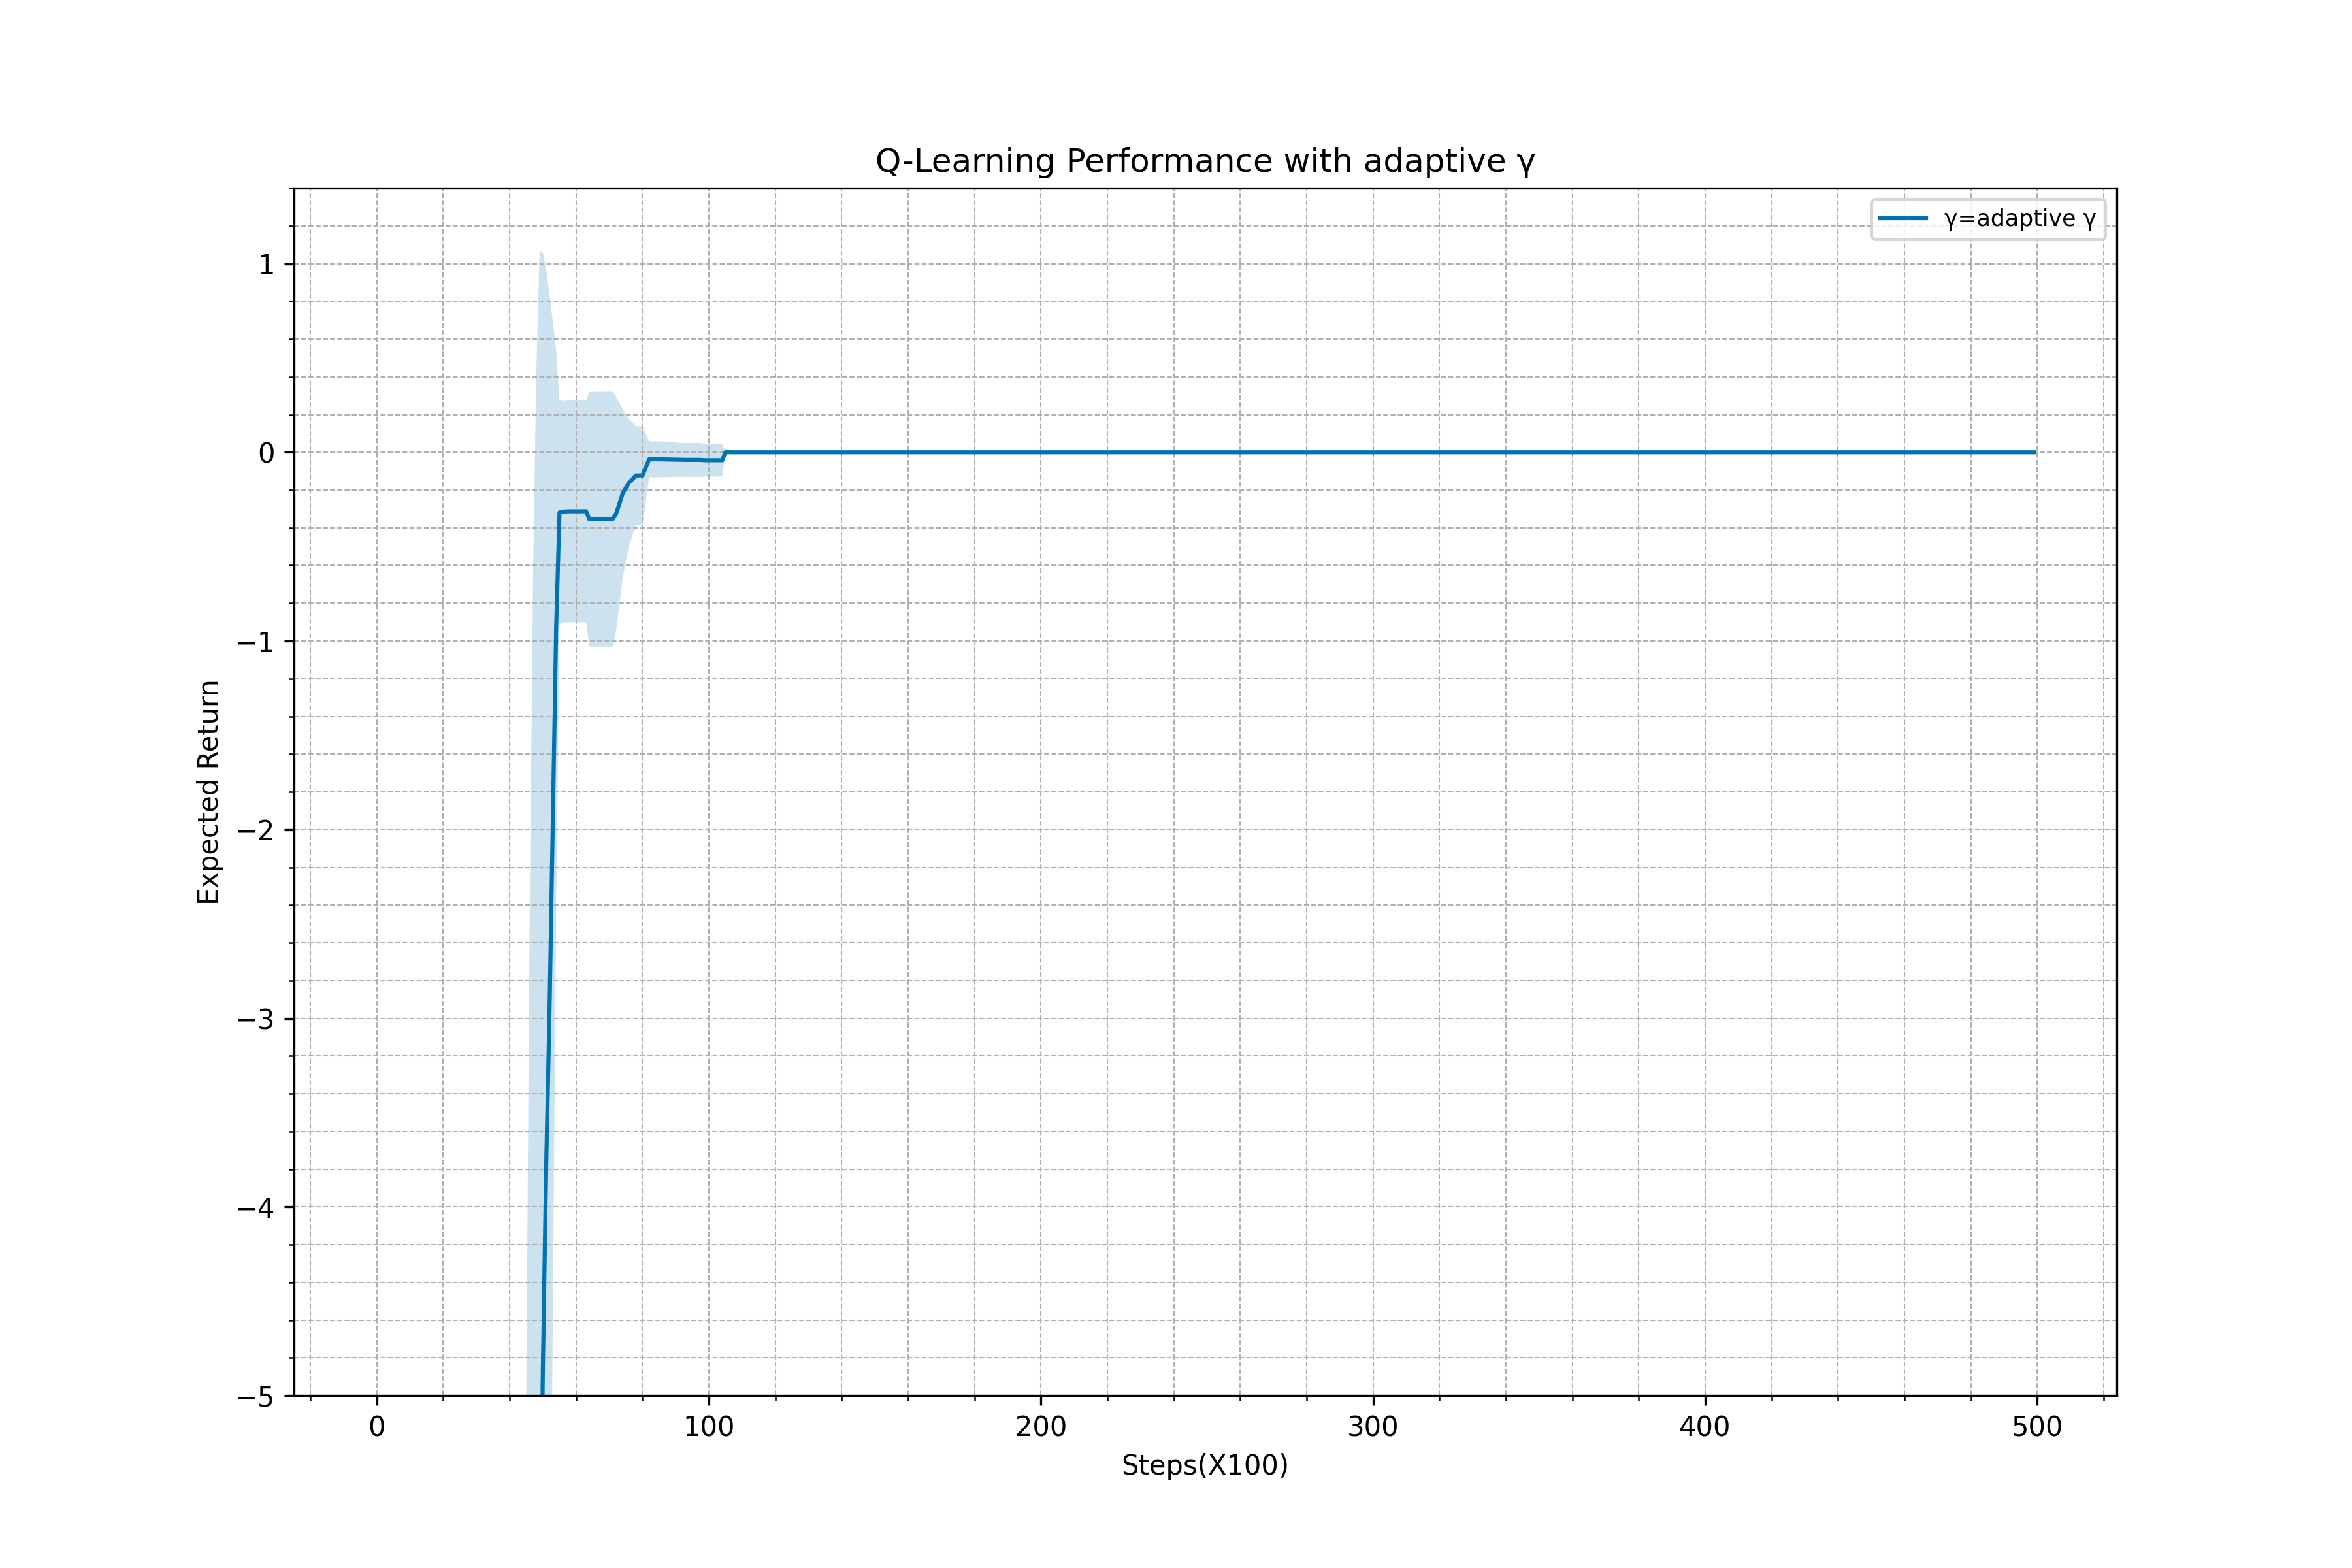 Q-Learning Performance with adaptive γ
γ=adaptive γ
1
0
−1
−2
−3
−4
−5
Expected Return
0 100 200 300 400 500
Steps(X100)